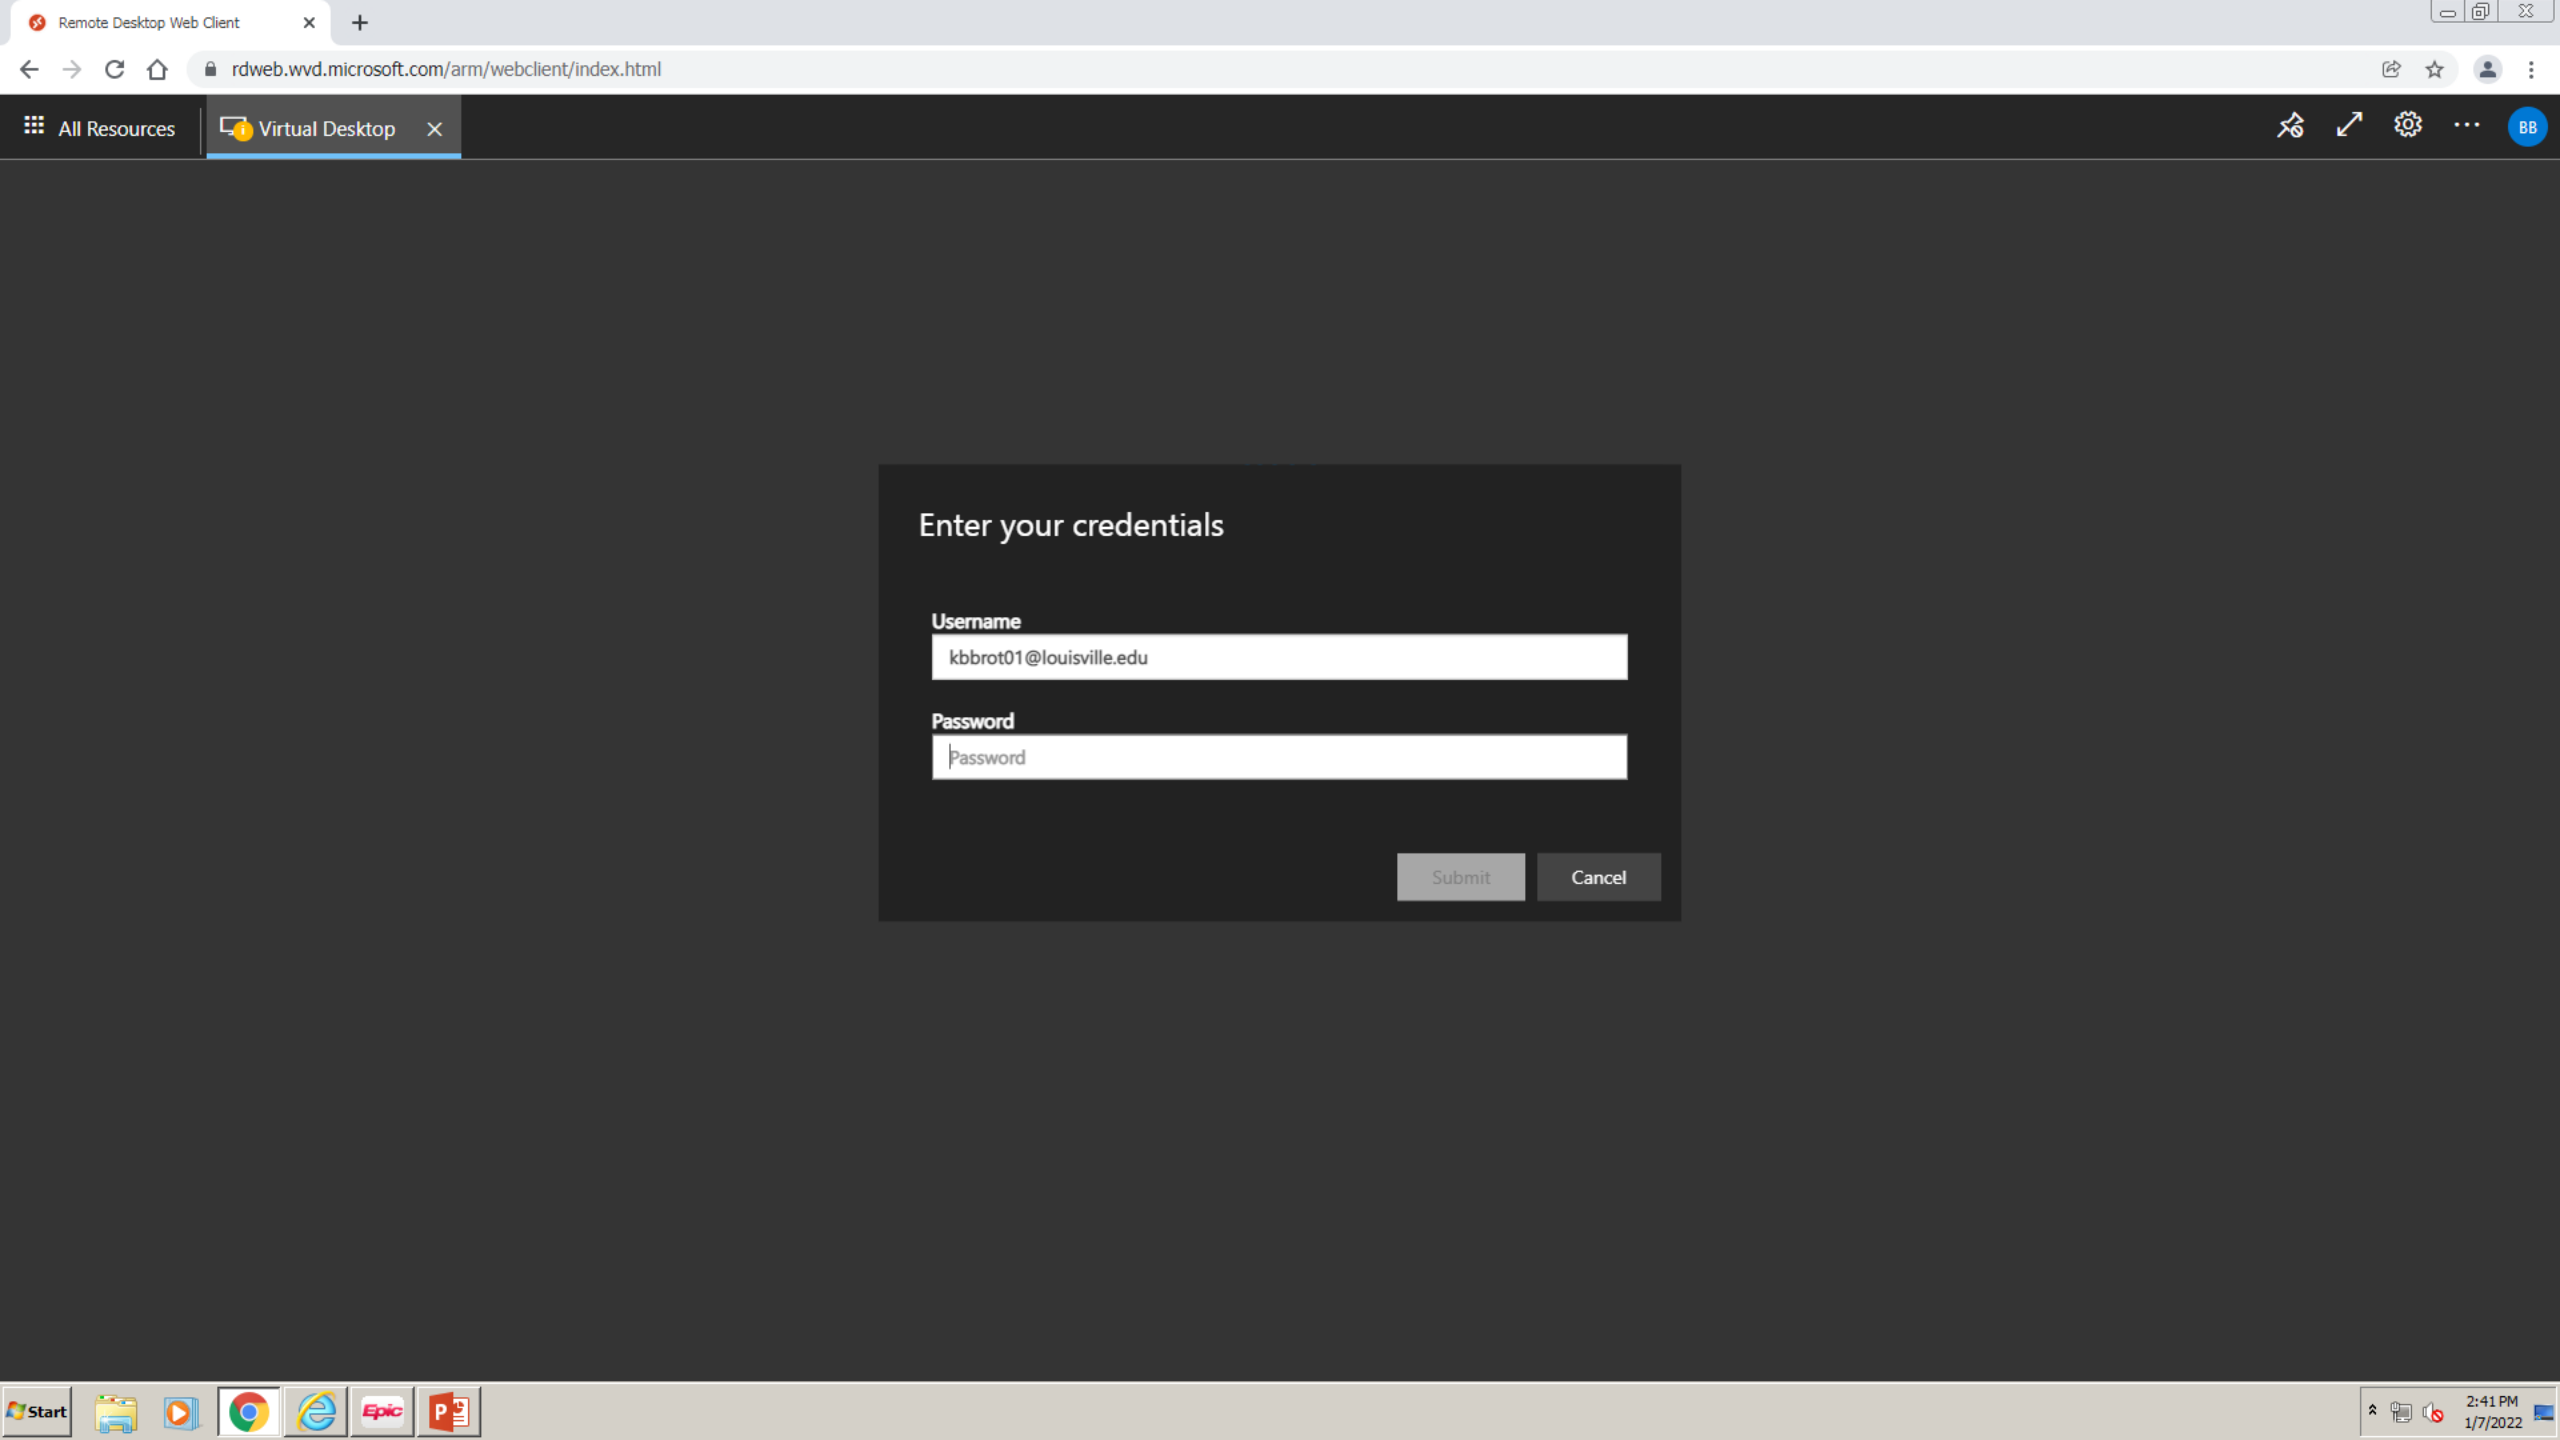 Remote Desktop Web Client
rdweb.wvd.microsoft.com/arm/webclient/index.html
All Resources
Virtual Desktop
BB
Enter your credentials
Username
kbbrot01@louisville.edu
Password
Password
Submit
Cancel
Start
Epic
2:41 PM
1/7/2022